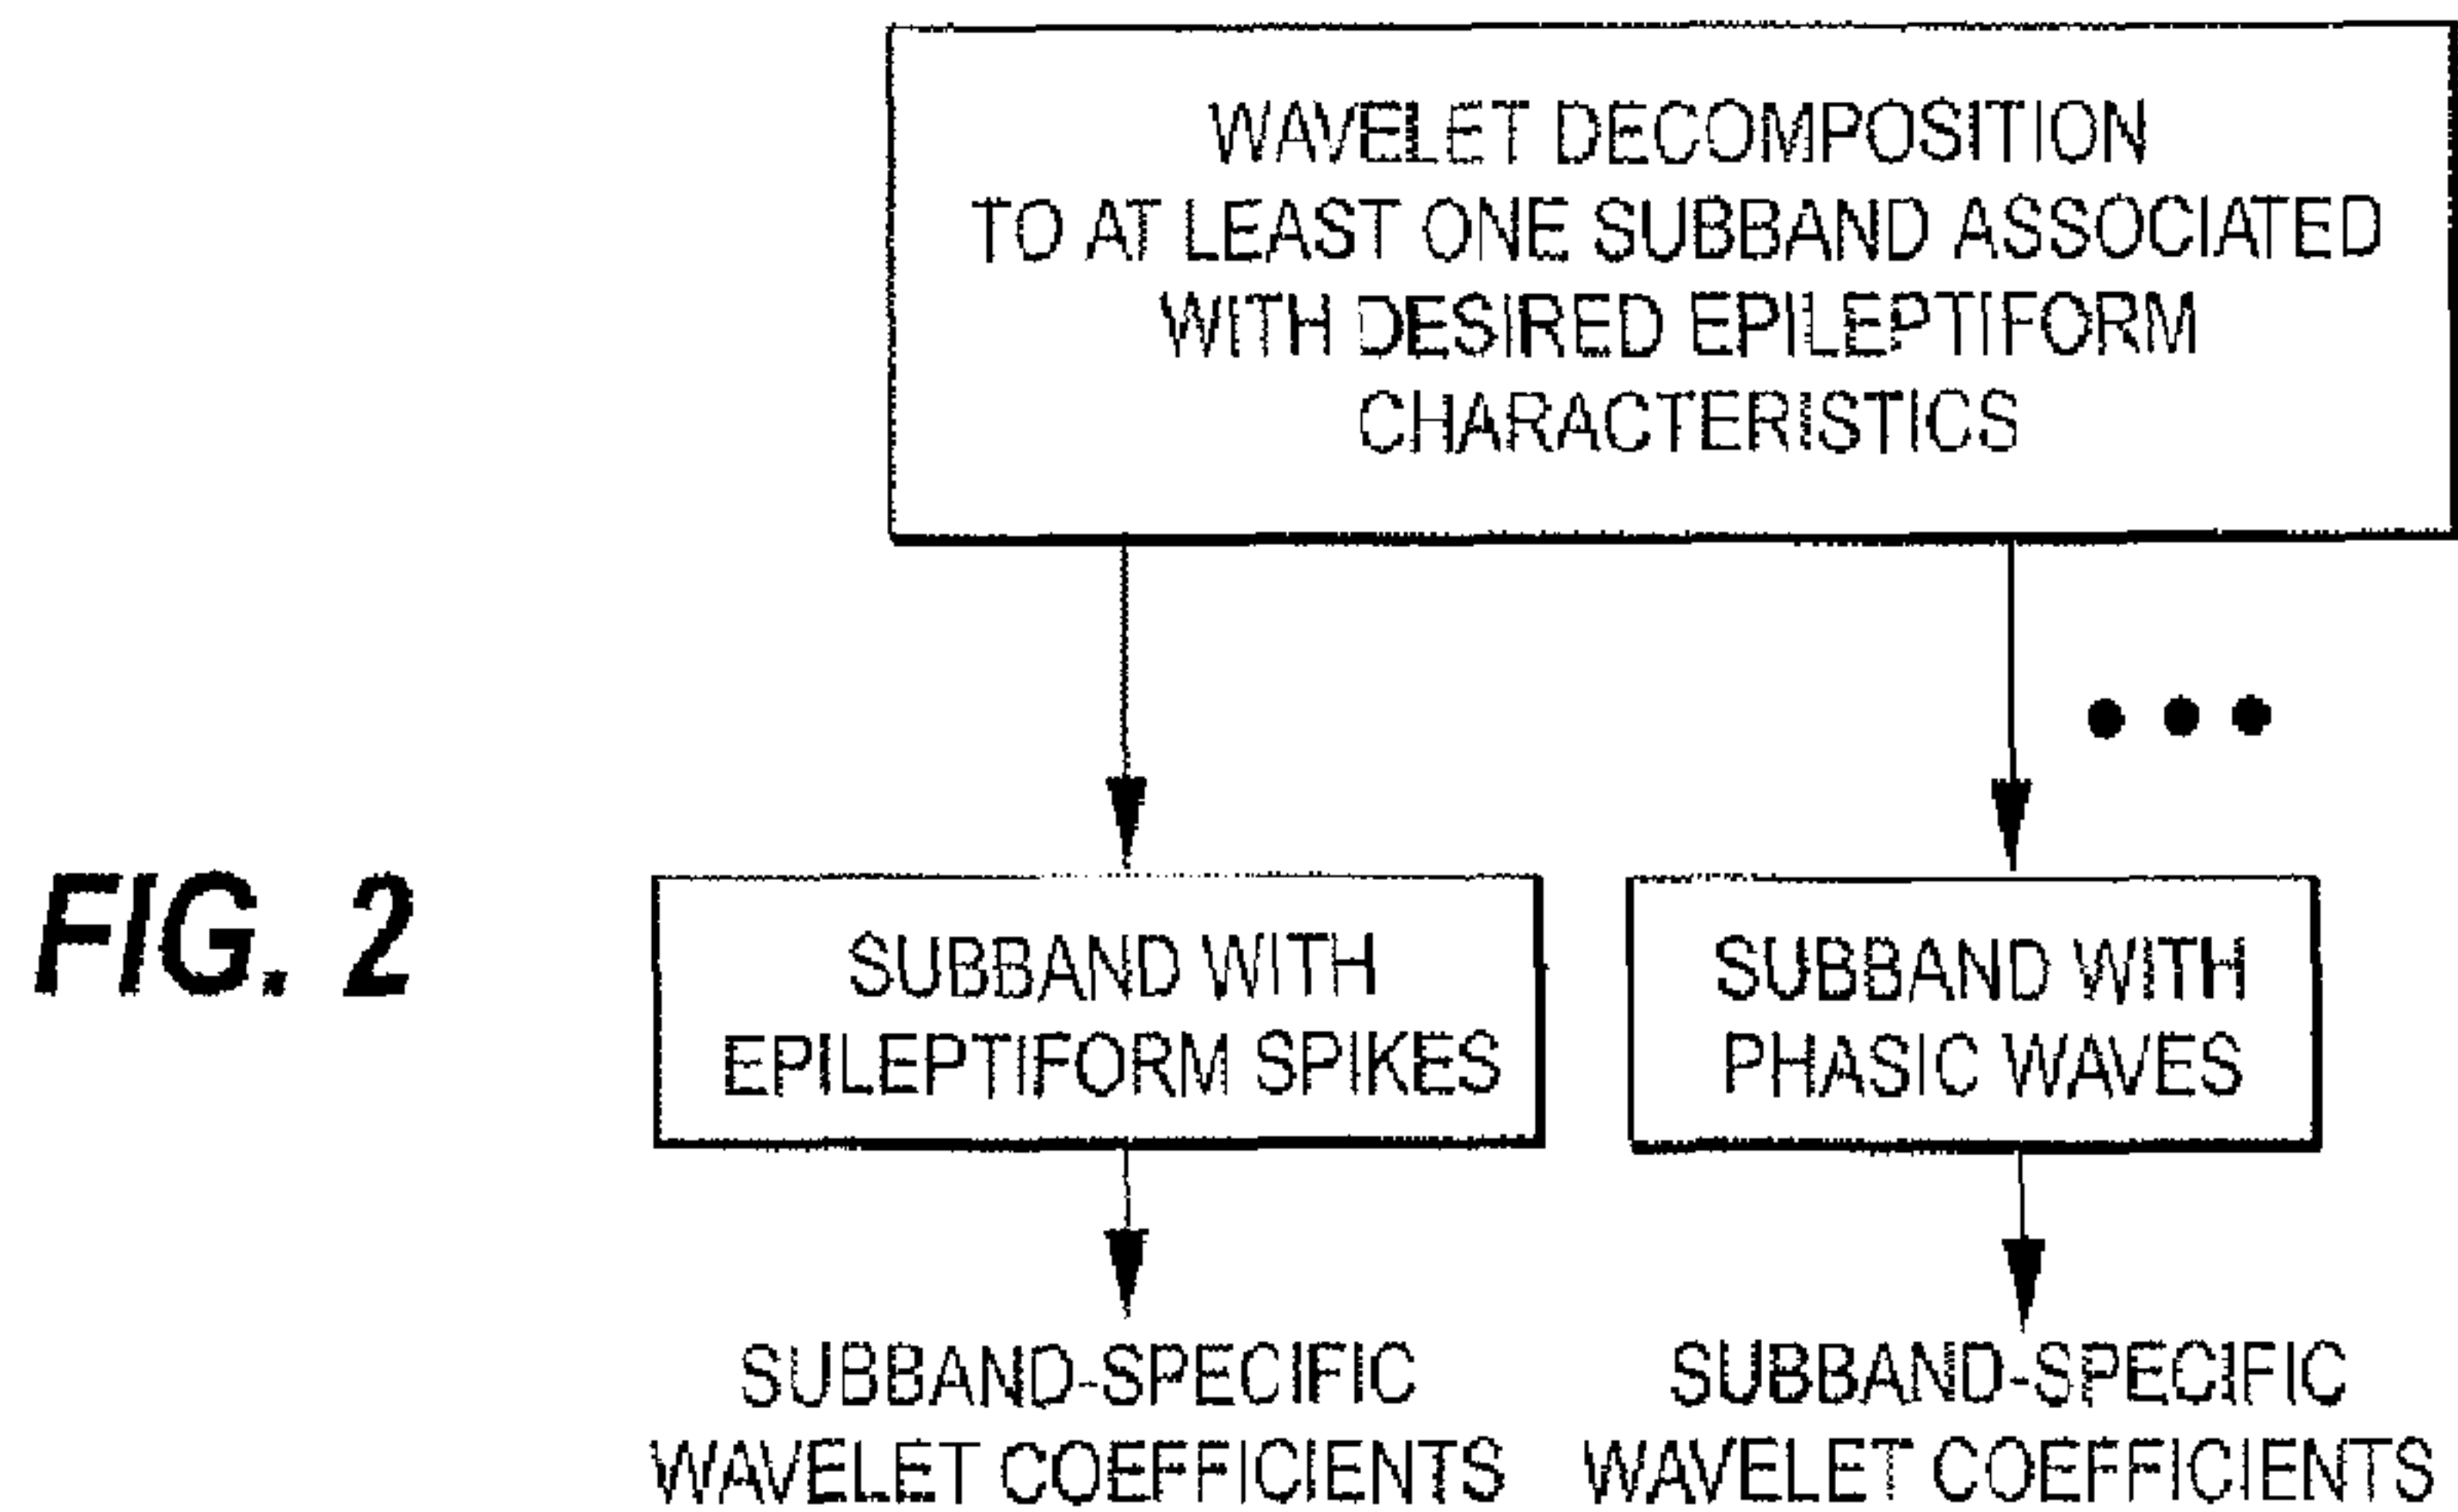 WAVELET DECOMPOSITION
TO AT LEAST ONE SUBBAND ASSOCIATED
WITH DESIRED EPILEPTIFORM
CHARACTERISTICS
FIG. 2
SUBBAND WITH
EPILEPTIFORM SPIKES
SUBBAND WITH
PHASIC WAVES
SUBBAND-SPECIFIC
WAVELET COEFFICIENTS
SUBBAND-SPECIFIC
WAVELET COEFFICIENTS